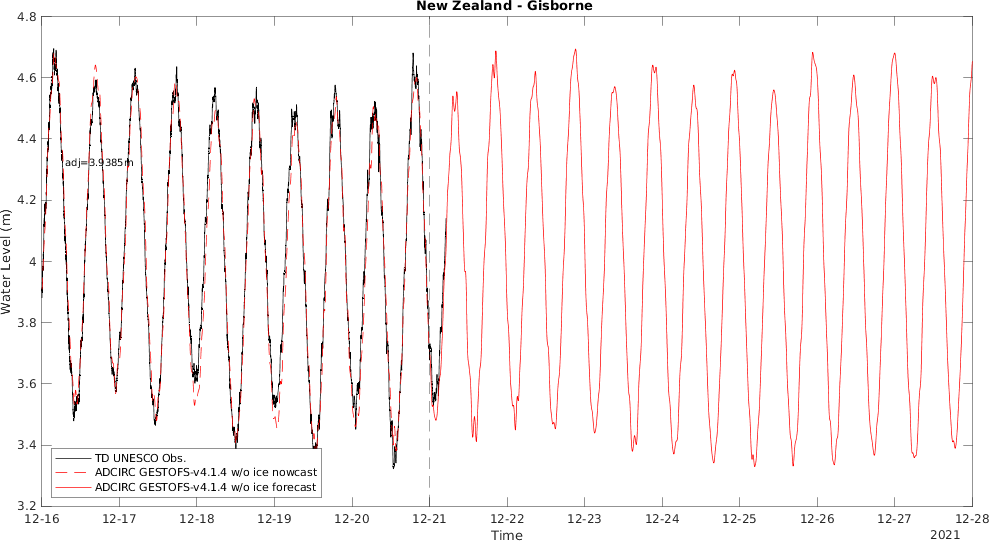 New Zealand - Gisborne
4.8
4.6
4.4
4.2
4
3.8
3.6
3.4
3.2
Water Level (m)
adj=3.9385m
TD UNESCO Obs.
ADCIRC GESTOFS-v4.1.4 w/o ice nowcast
ADCIRC GESTOFS-v4.1.4 w/o ice forecast
12-16 12-17 12-18 12-19 12-20 12-21 12-22 12-23 12-24 12-25 12-26 12-27 12-28
Time
2021